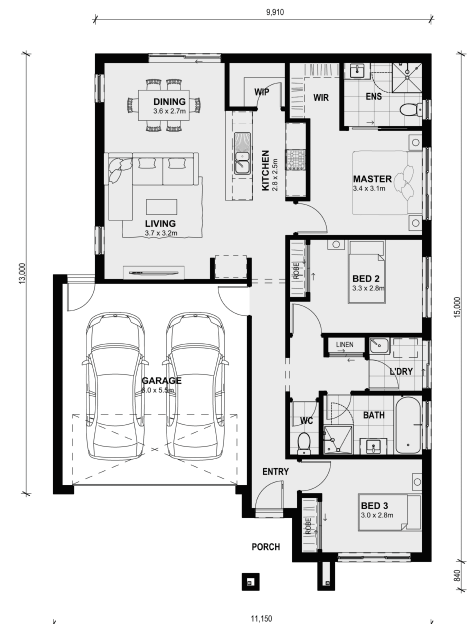 9,910
DINING
3.6 x 2.7m
WIP
WIR
ENS
KITCHEN
2.8 x 2.5m
MASTER
3.4 x 3.1m
LIVING
3.7 x 3.2m
13,000
15,000
ROBE
BED 2
3.3 x 2.8m
LINEN
L'DRY
GARAGE
6.0 x 5.5m
WC
BATH
ENTRY
BED 3
3.0 x 2.8m
ROBE
PORCH
840
11,150